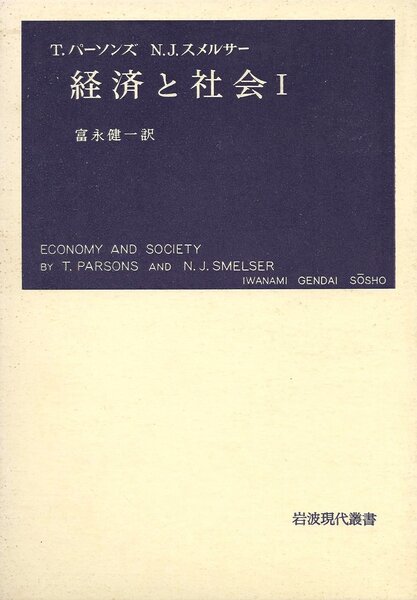 T. パーソンズ N.J.スメルサー
経済と社会 I
富永健一訳
ECONOMY AND SOCIETY
BY T. PARSONS AND N. J. SMELSER
IWANAMI GENDAI SŌSHO
岩波現代叢書